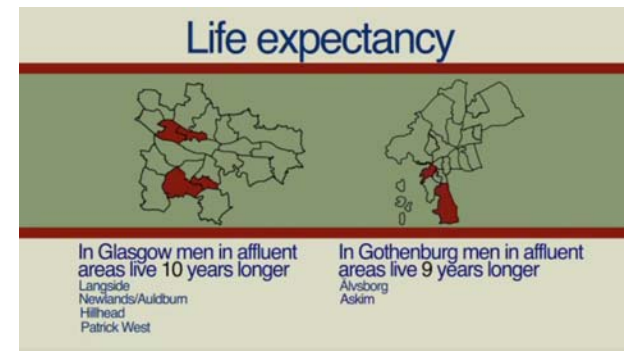 Life expectancy
In Glasgow men in affluent
areas live 10 years longer
Langside
Newlands/Auldburn
Hillhead
Patrick West
In Gothenburg men in affluent
areas live 9 years longer
Älvsborg
Askim